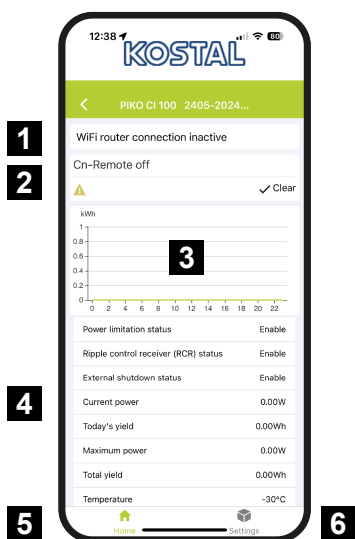 12:38
80
KOSTAL
PIKO CI 100 2405-2024...
1
WiFi router connection inactive
Cn-Remote off
2
Clear
kWh
1
0.8
0.6
3
0.4
0.2
0
0 2 4 6 8 10 12 14 16 18 20 22
Power limitation status Enable
Ripple control receiver (RCR) status Enable
External shutdown status Enable
4
Current power 0.00W
Today's yield 0.00Wh
Maximum power 0.00W
Total yield 0.00Wh
Temperature -30°C
5
Home Settings
6